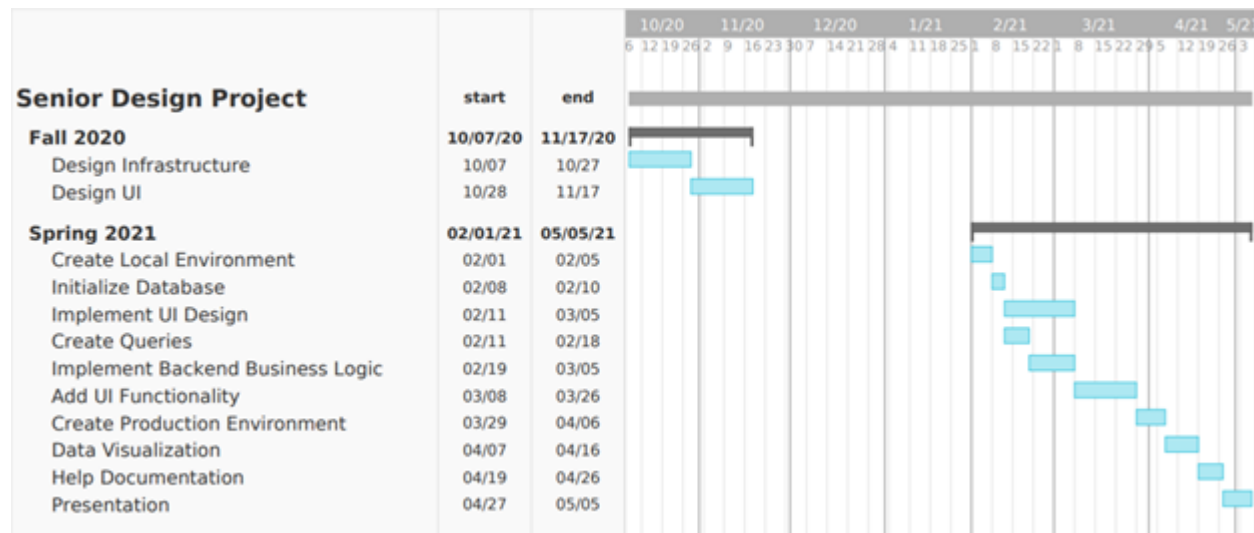 10/20 11/20 12/20 1/21 2/21 3/21 4/21
6 12 19 26 2 9 16 23 30 7 14 21 28 4 11 18 25 1 8 15 22 1 8 15 22 29 5 12 19 26 3
Senior Design Project start end
Fall 2020 10/07/20 11/17/20
Design Infrastructure 10/07 10/27
Design UI 10/28 11/17
Spring 2021 02/01/21 05/05/21
Create Local Environment 02/01 02/05
Initialize Database 02/08 02/10
Implement UI Design 02/11 03/05
Create Queries 02/11 02/18
Implement Backend Business Logic 02/19 03/05
Add UI Functionality 03/08 03/26
Create Production Environment 03/29 04/06
Data Visualization 04/07 04/16
Help Documentation 04/19 04/26
Presentation 04/27 05/05